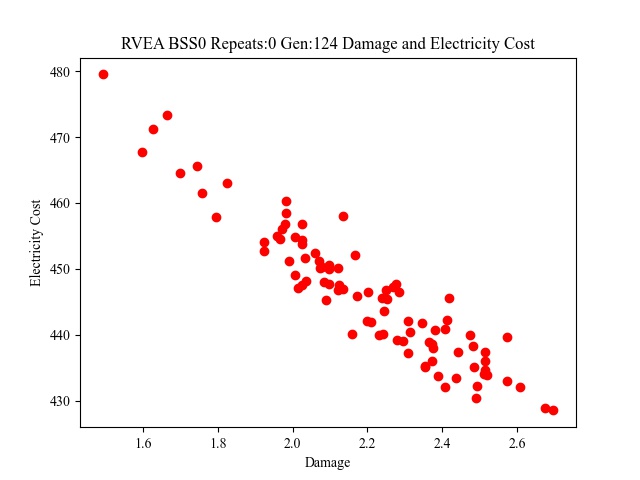 RVEA BSS0 Repeats:0 Gen:124 Damage and Electricity Cost
480
470
460
450
440
430
Electricity Cost
1.6 1.8 2.0 2.2 2.4 2.6
Damage